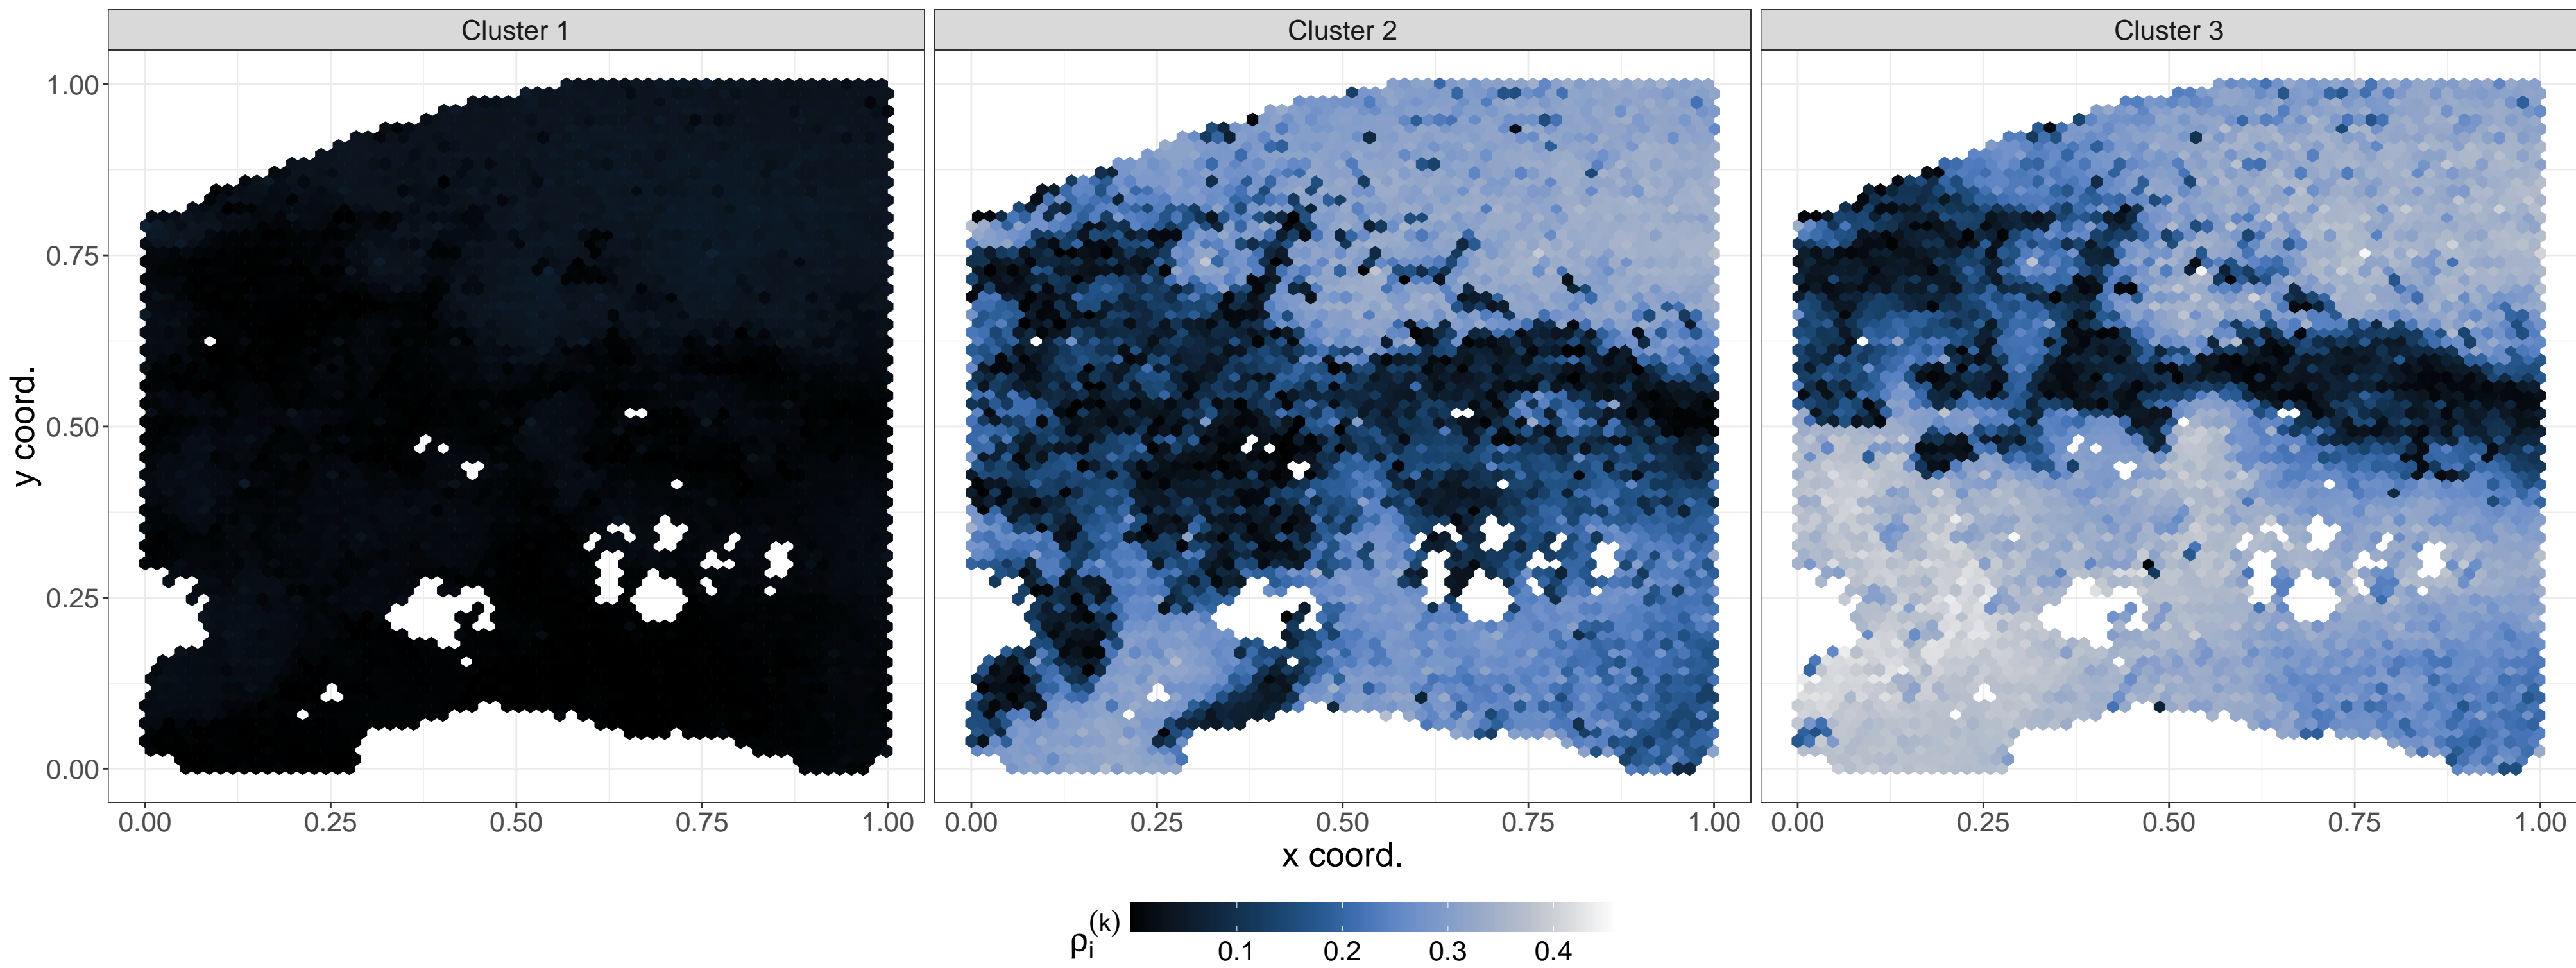 Cluster 1 Cluster 2 Cluster 3
y coord.
1.00
0.75
0.50
0.25
0.00
0.00 0.25 0.50 0.75 1.00 0.00 0.25 0.50 0.75 1.00 0.00 0.25 0.50 0.75 1.00
x coord.
ρi(k)
0.1 0.2 0.3 0.4